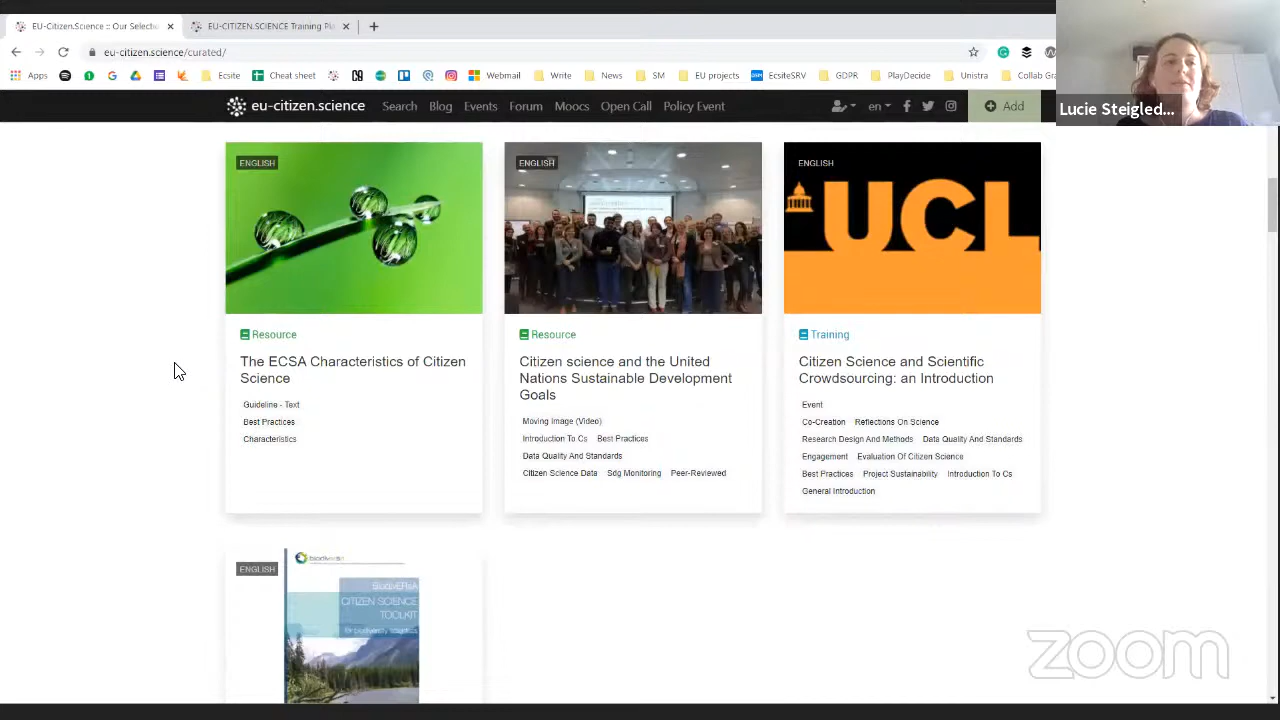 EU-Citizen.Science :: Our Selecti
EU-CITIZEN.SCIENCE Training Pla
eu-citizen.science/curated/
Apps
Ecsite
Cheat sheet
Webmail
Write
News
SM
EU projects
EcsiteSRV
GDPR
PlayDecide
Unistra
Collab Gra
Lucie Steigled...
eu-citizen.science
Search
Blog
Events
Forum
Moocs
Open Call
Policy Event
en
Add
ENGLISH
Resource
The ECSA Characteristics of Citizen
Science
Guideline - Text
Best Practices
Characteristics
ENGLISH
Resource
Citizen science and the United
Nations Sustainable Development
Goals
Moving Image (Video)
Introduction To Cs Best Practices
Data Quality And Standards
Citizen Science Data Sdg Monitoring Peer-Reviewed
ENGLISH
UCL
Training
Citizen Science and Scientific
Crowdsourcing: an Introduction
Event
Co-Creation Reflections On Science
Research Design And Methods Data Quality And Standards
Engagement Evaluation Of Citizen Science
Best Practices Project Sustainability Introduction To Cs
General Introduction
ENGLISH
biodiversa
BiodivERsA
CITIZEN SCIENCE
TOOLKIT
zoom